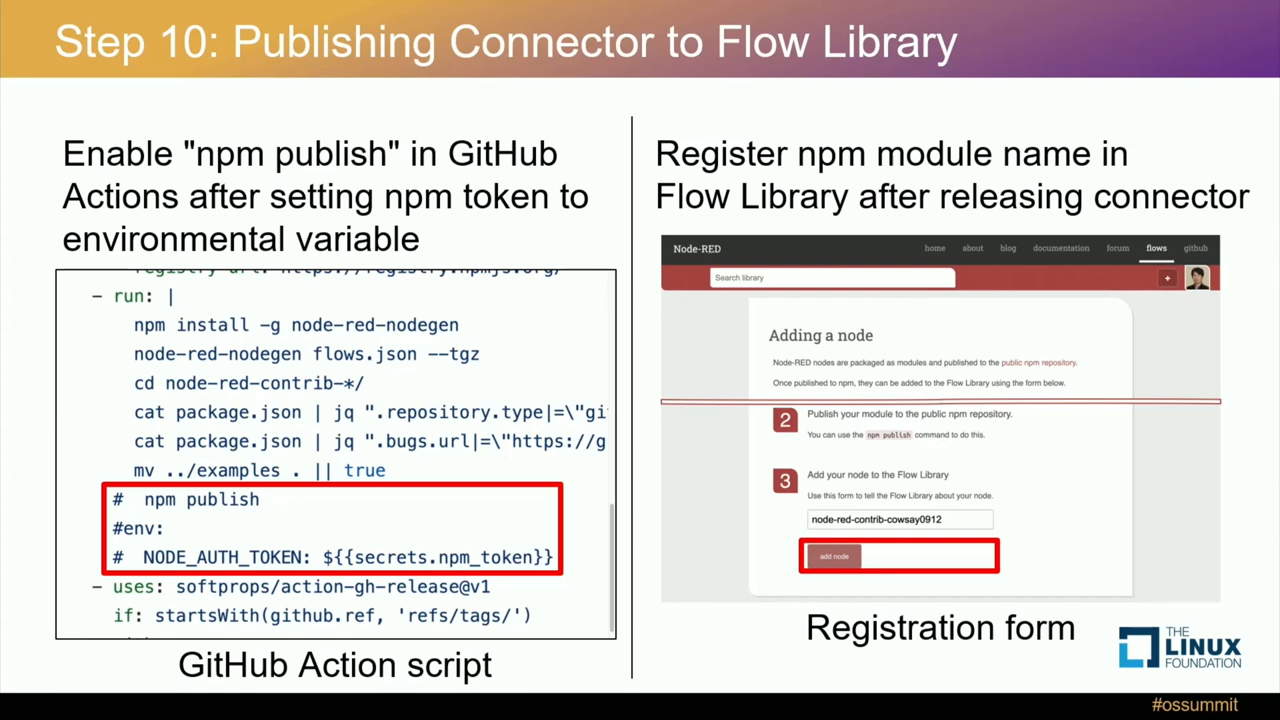 Step 10: Publishing Connector to Flow Library
Enable "npm publish" in GitHub
Actions after setting npm token to
environmental variable
registry-url: https://registry.npmjs.org/
- run: |
npm install -g node-red-nodegen
node-red-nodegen flows.json --tgz
cd node-red-contrib-*/
cat package.json | jq ".repository.type|=\"gi
cat package.json | jq ".bugs.url|=\"https://g
mv ../examples . || true
# npm publish
#env:
# NODE_AUTH_TOKEN: ${{secrets.npm_token}}
- uses: softprops/action-gh-release@v1
if: startsWith(github.ref, 'refs/tags/')
GitHub Action script
Register npm module name in
Flow Library after releasing connector
Node-RED home about blog documentation forum flows github
Search library +
Adding a node
Node-RED nodes are packaged as modules and published to the public npm repository.
Once published to npm, they can be added to the Flow Library using the form below.
2 Publish your module to the public npm repository.
You can use the npm publish command to do this.
3 Add your node to the Flow Library
Use this form to tell the Flow Library about your node.
node-red-contrib-cowsay0912
add node
Registration form
THE
LINUX
FOUNDATION
#ossummit